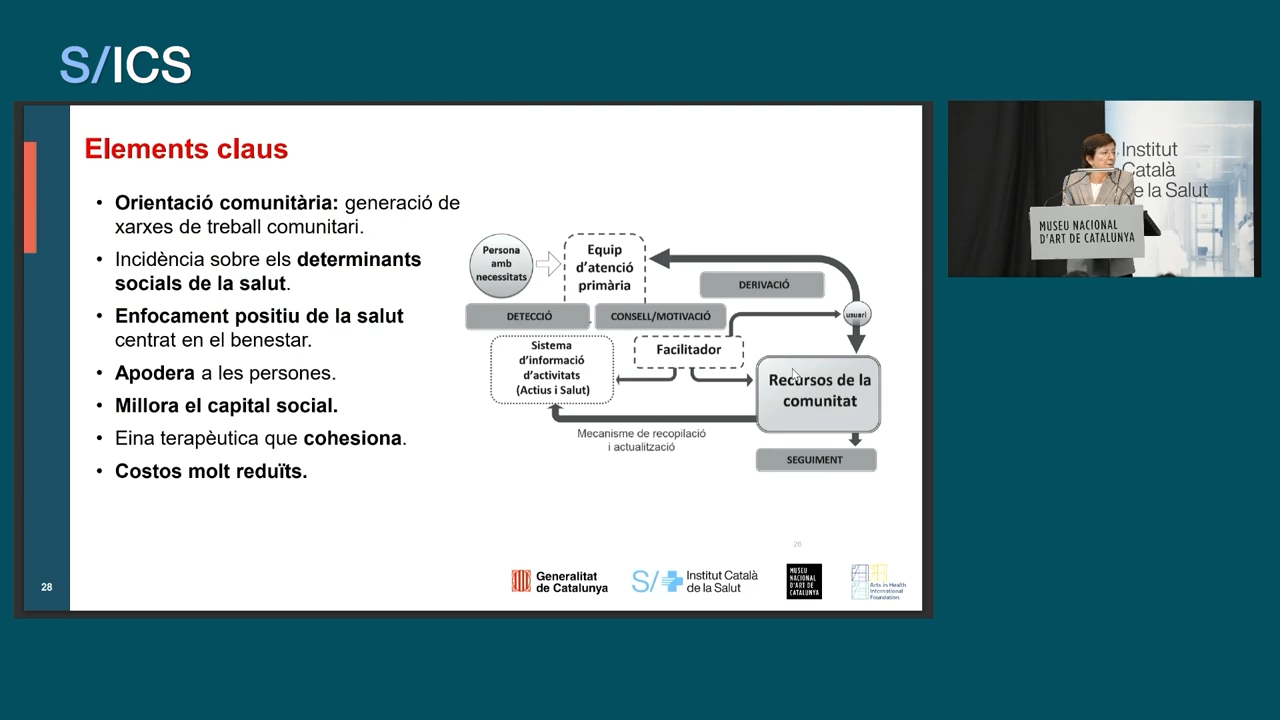 S/ICS
Elements claus
• Orientació comunitària: generació de
xarxes de treball comunitari.
• Incidència sobre els determinants
socials de la salut.
• Enfocament positiu de la salut
centrat en el benestar.
• Apodera a les persones.
• Millora el capital social.
• Eina terapèutica que cohesiona.
• Costos molt reduïts.
Persona
amb
necessitats
Equip
d'atenció
primària
DERIVACIÓ
DETECCIÓ
CONSELL/MOTIVACIÓ
usuari
Sistema
d'informació
d'activitats
(Actius i Salut)
Facilitador
Recursos de la
comunitat
Mecanisme de recopilació
i actualització
SEGUIMENT
28
28
Generalitat
de Catalunya
S/
Institut Català
de la Salut
MUSEU
NACIONAL
D'ART DE
CATALUNYA
Arts in Health
International
Foundation
Institut
Català
de la Salut
MUSEU NACIONAL
D'ART DE CATALUNYA